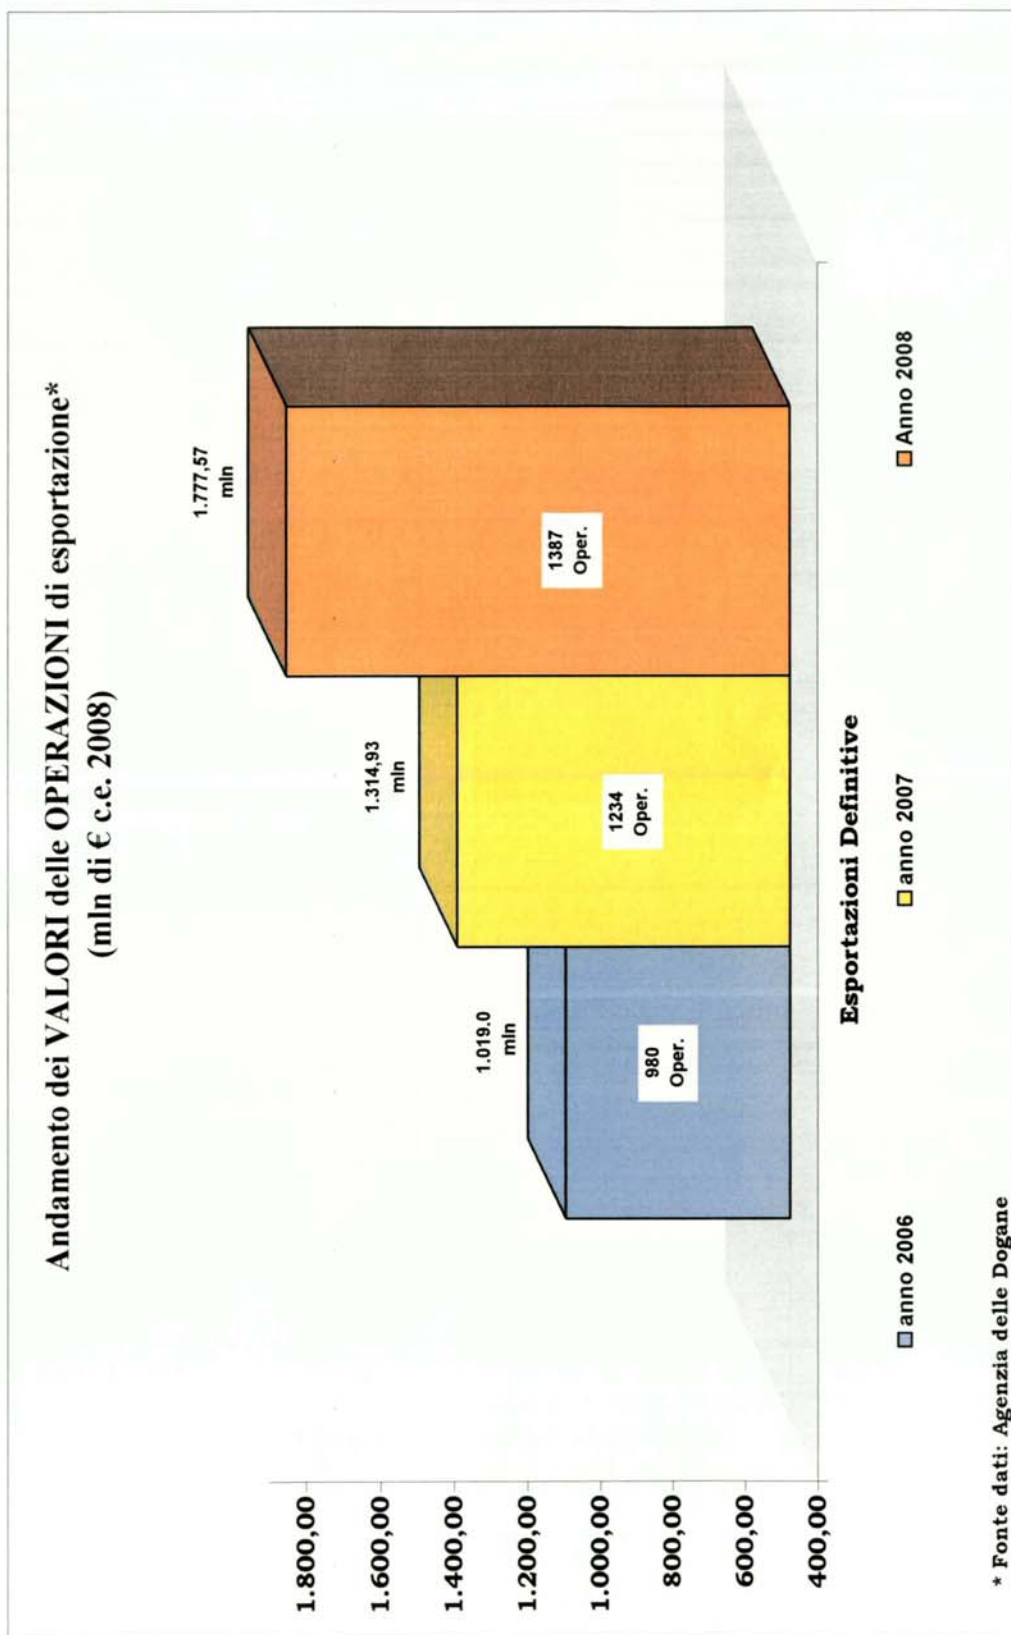 Andamento dei VALORI delle OPERAZIONI di esportazione*
(mln di € c.e. 2008)
1.800,00
1.600,00
1.400,00
1.200,00
1.000,00
800,00
600,00
400,00
1.019.0
mln
980
Oper.
1.314,93
mln
1234
Oper.
1.777,57
mln
1387
Oper.
Esportazioni Definitive
anno 2006
anno 2007
Anno 2008
* Fonte dati: Agenzia delle Dogane